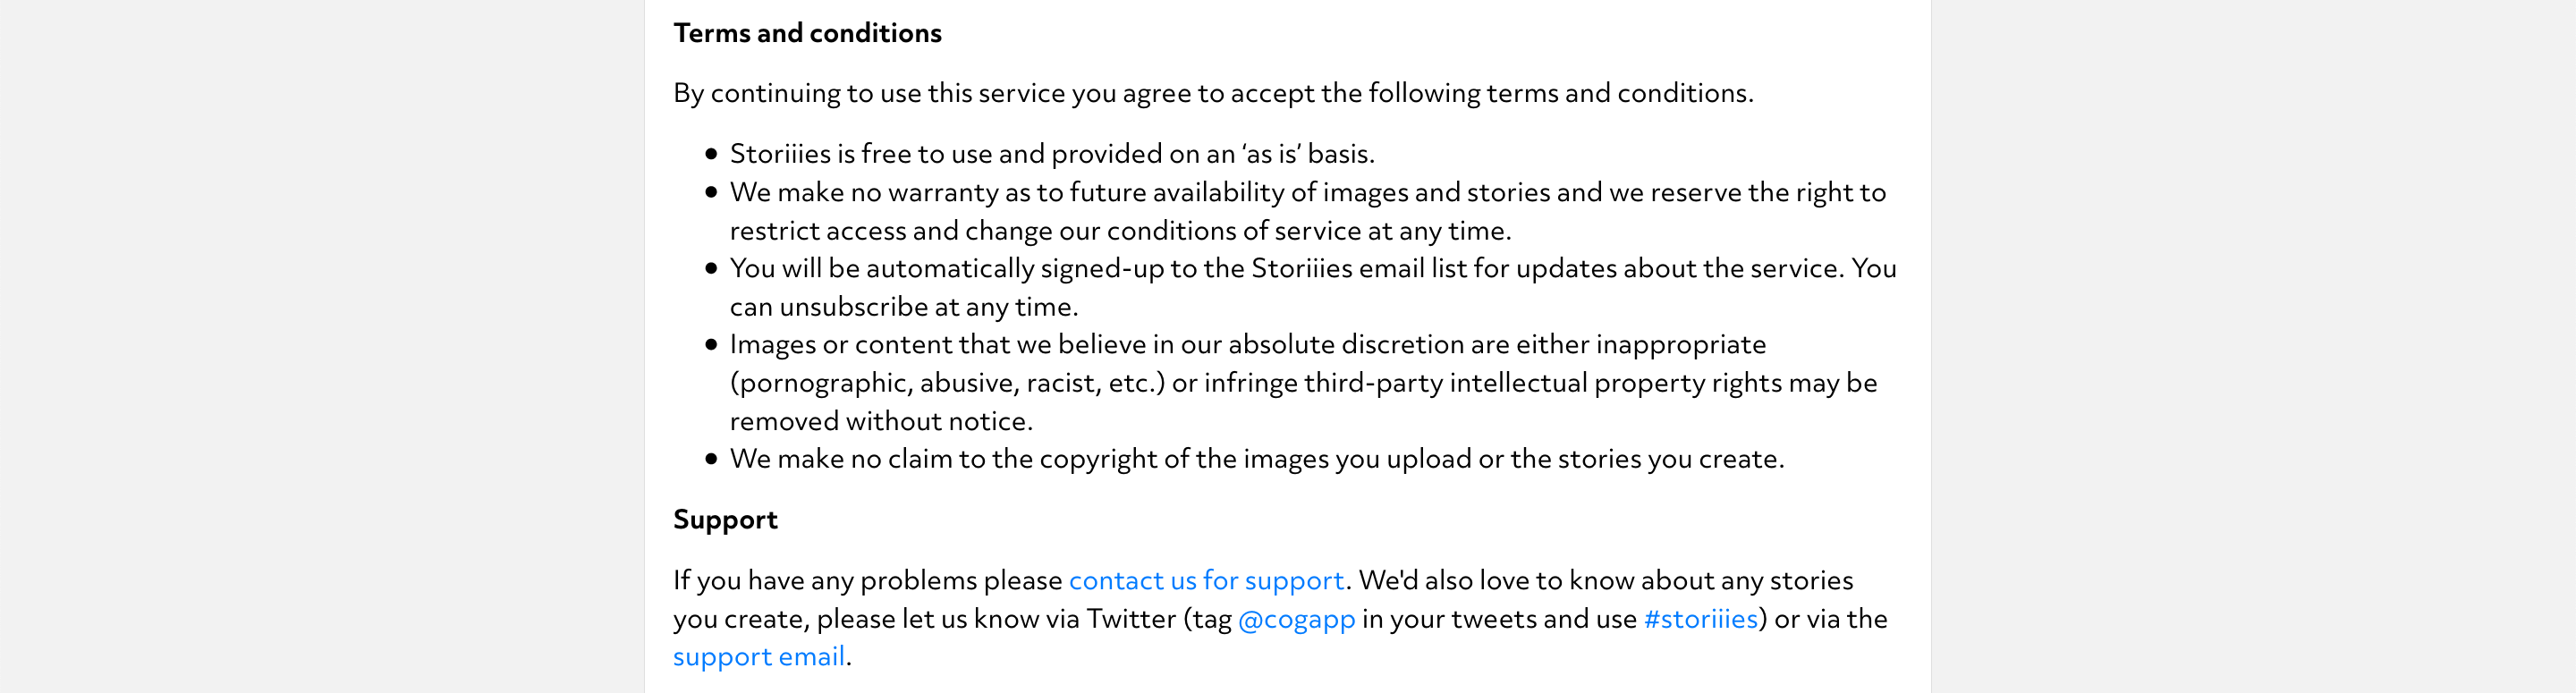 Terms and conditions
By continuing to use this service you agree to accept the following terms and conditions.
• Storiiies is free to use and provided on an ‘as is’ basis.
• We make no warranty as to future availability of images and stories and we reserve the right to
restrict access and change our conditions of service at any time.
• You will be automatically signed-up to the Storiiies email list for updates about the service. You
can unsubscribe at any time.
• Images or content that we believe in our absolute discretion are either inappropriate
(pornographic, abusive, racist, etc.) or infringe third-party intellectual property rights may be
removed without notice.
• We make no claim to the copyright of the images you upload or the stories you create.
Support
If you have any problems please contact us for support. We'd also love to know about any stories
you create, please let us know via Twitter (tag @cogapp in your tweets and use #storiiies) or via the
support email.